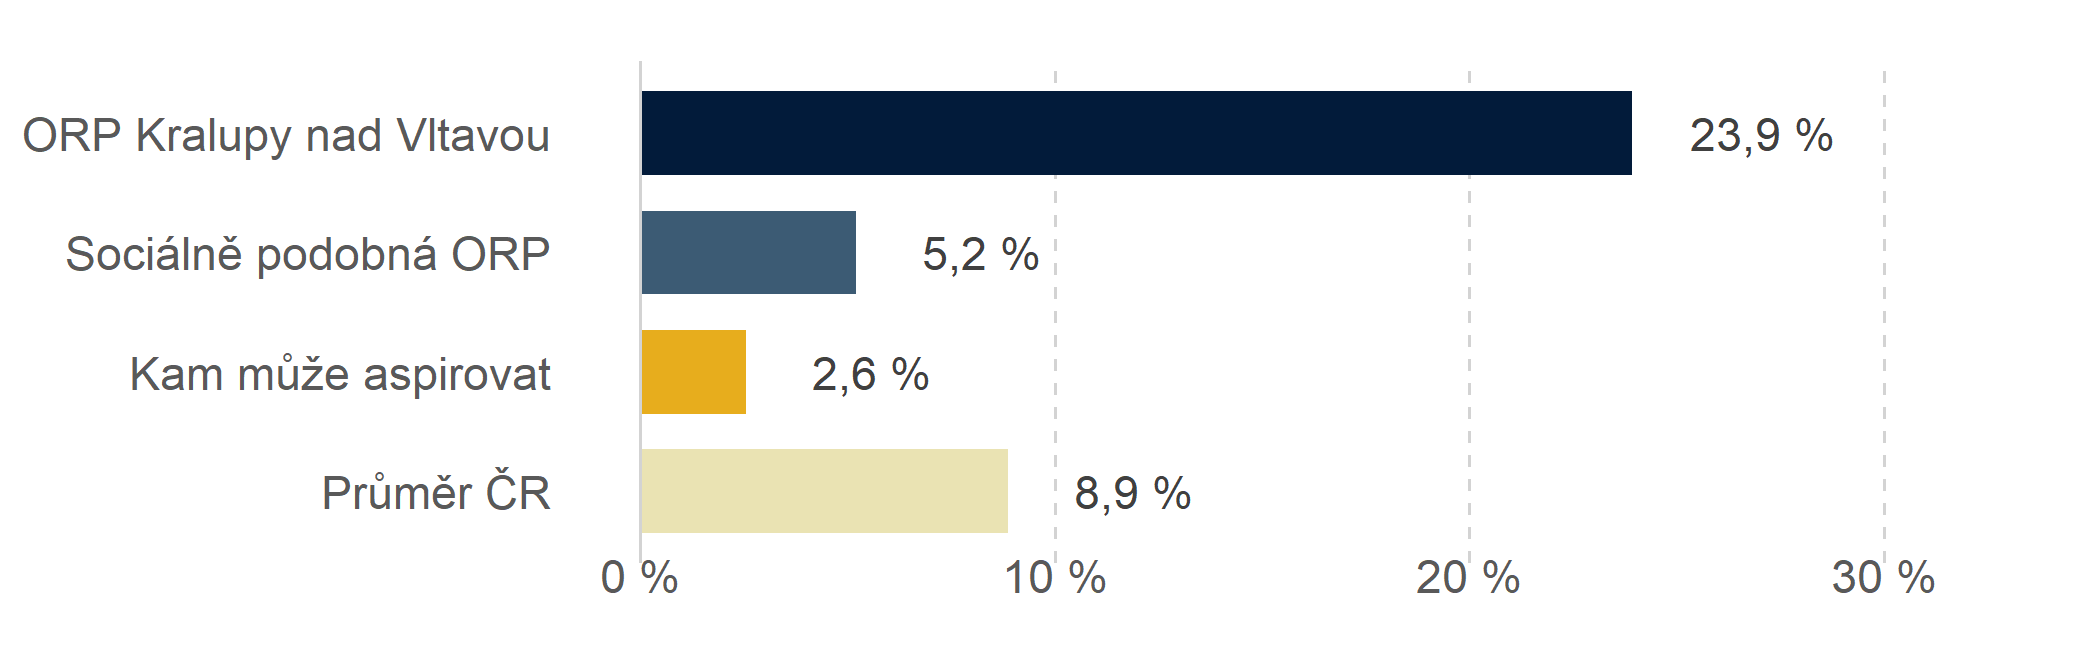 ORP Kralupy nad Vltavou
23,9 %
Sociálně podobná ORP
5,2 %
Kam může aspirovat
2,6 %
Průměr ČR
8,9 %
0 %
10 %
20 %
30 %